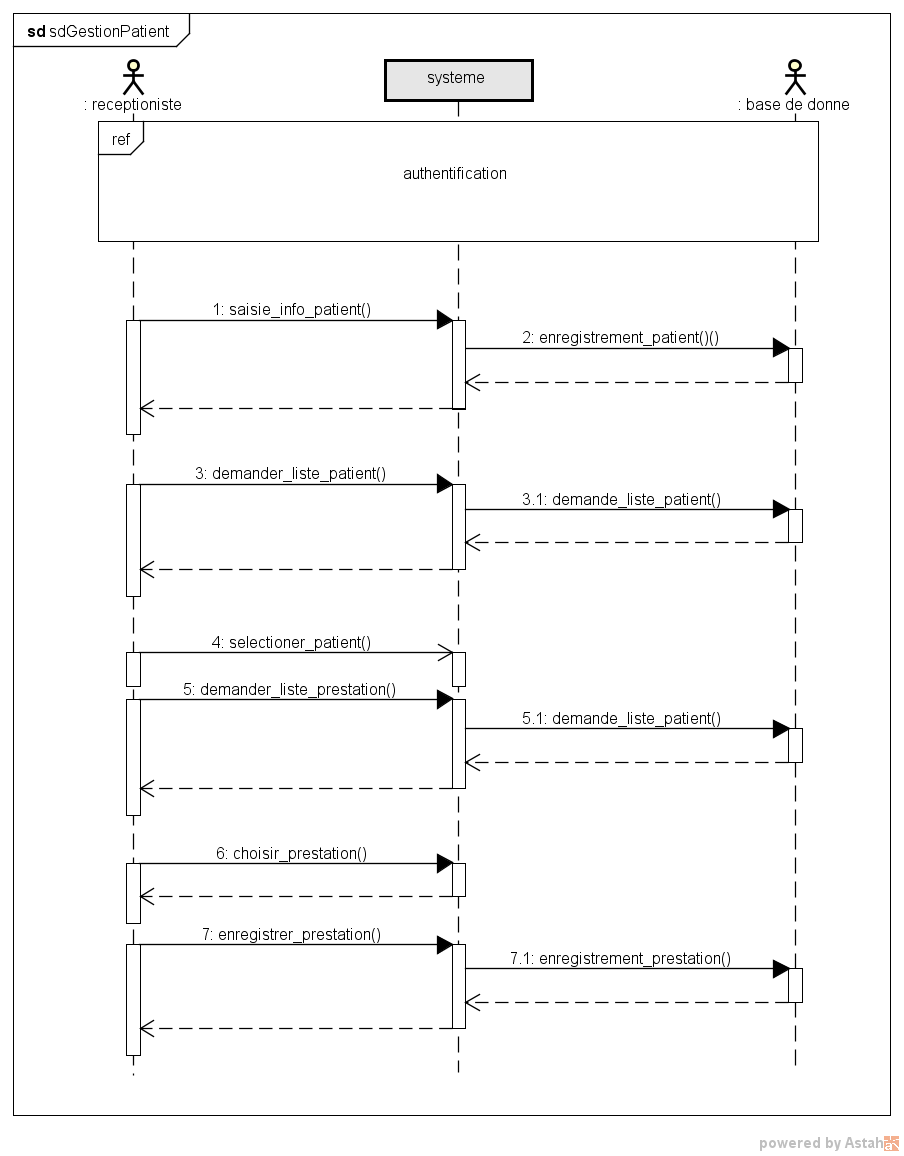 sd sdGestionPatient
: receptioniste
systeme
: base de donne
ref
authentification
1: saisie_info_patient()
2: enregistrement_patient()()
3: demander_liste_patient()
3.1: demande_liste_patient()
4: selectioner_patient()
5: demander_liste_prestation()
5.1: demande_liste_patient()
6: choisir_prestation()
7: enregistrer_prestation()
7.1: enregistrement_prestation()
powered by Astah